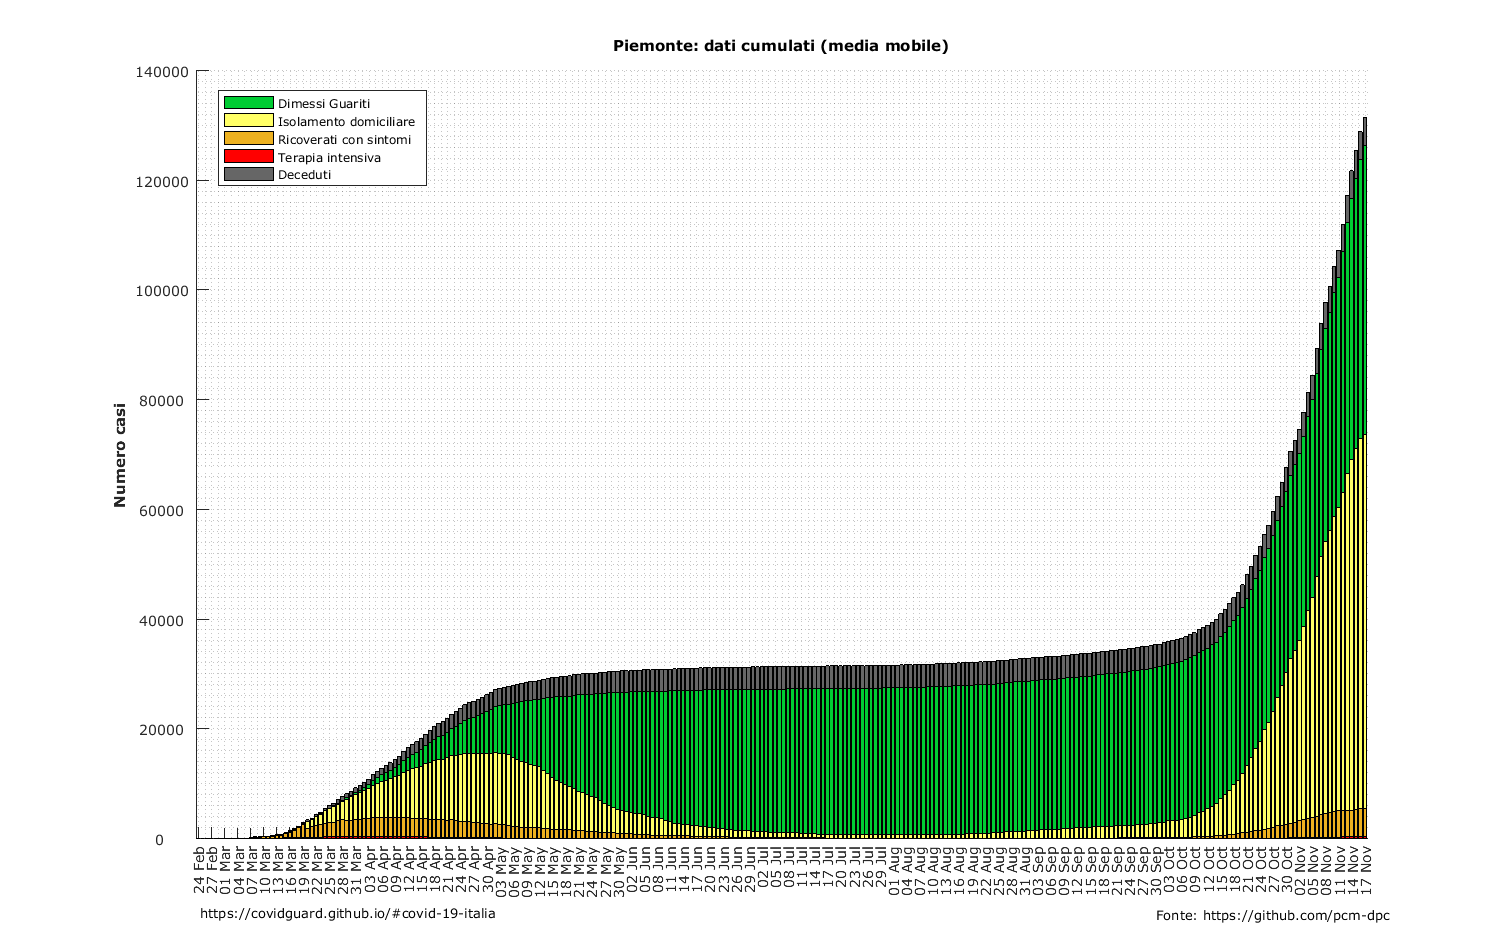 Piemonte: dati cumulati (media mobile)
140000
120000
100000
80000
60000
40000
20000
0
Numero casi
Dimessi Guariti
Isolamento domiciliare
Ricoverati con sintomi
Terapia intensiva
Deceduti
24 Feb
27 Feb
01 Mar
04 Mar
07 Mar
10 Mar
13 Mar
16 Mar
19 Mar
22 Mar
25 Mar
28 Mar
31 Mar
03 Apr
06 Apr
09 Apr
12 Apr
15 Apr
18 Apr
21 Apr
24 Apr
27 Apr
30 Apr
03 May
06 May
09 May
12 May
15 May
18 May
21 May
24 May
27 May
30 May
02 Jun
05 Jun
08 Jun
11 Jun
14 Jun
17 Jun
20 Jun
23 Jun
26 Jun
29 Jun
02 Jul
05 Jul
08 Jul
11 Jul
14 Jul
17 Jul
20 Jul
23 Jul
26 Jul
29 Jul
01 Aug
04 Aug
07 Aug
10 Aug
13 Aug
16 Aug
19 Aug
22 Aug
25 Aug
28 Aug
31 Aug
03 Sep
06 Sep
09 Sep
12 Sep
15 Sep
18 Sep
21 Sep
24 Sep
27 Sep
30 Sep
03 Oct
06 Oct
09 Oct
12 Oct
15 Oct
18 Oct
21 Oct
24 Oct
27 Oct
30 Oct
02 Nov
05 Nov
08 Nov
11 Nov
14 Nov
17 Nov
https://covidguard.github.io/#covid-19-italia
Fonte: https://github.com/pcm-dpc